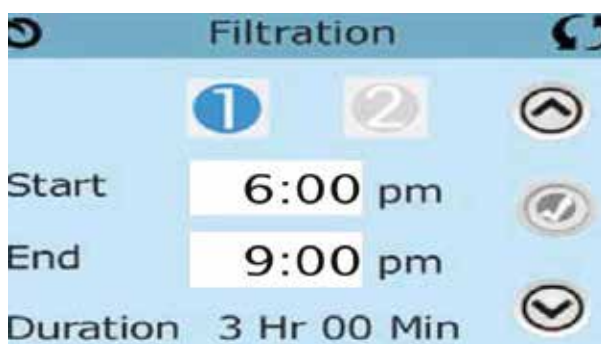 Filtration
1 2
Start 6:00 pm
End 9:00 pm
Duration 3 Hr 00 Min